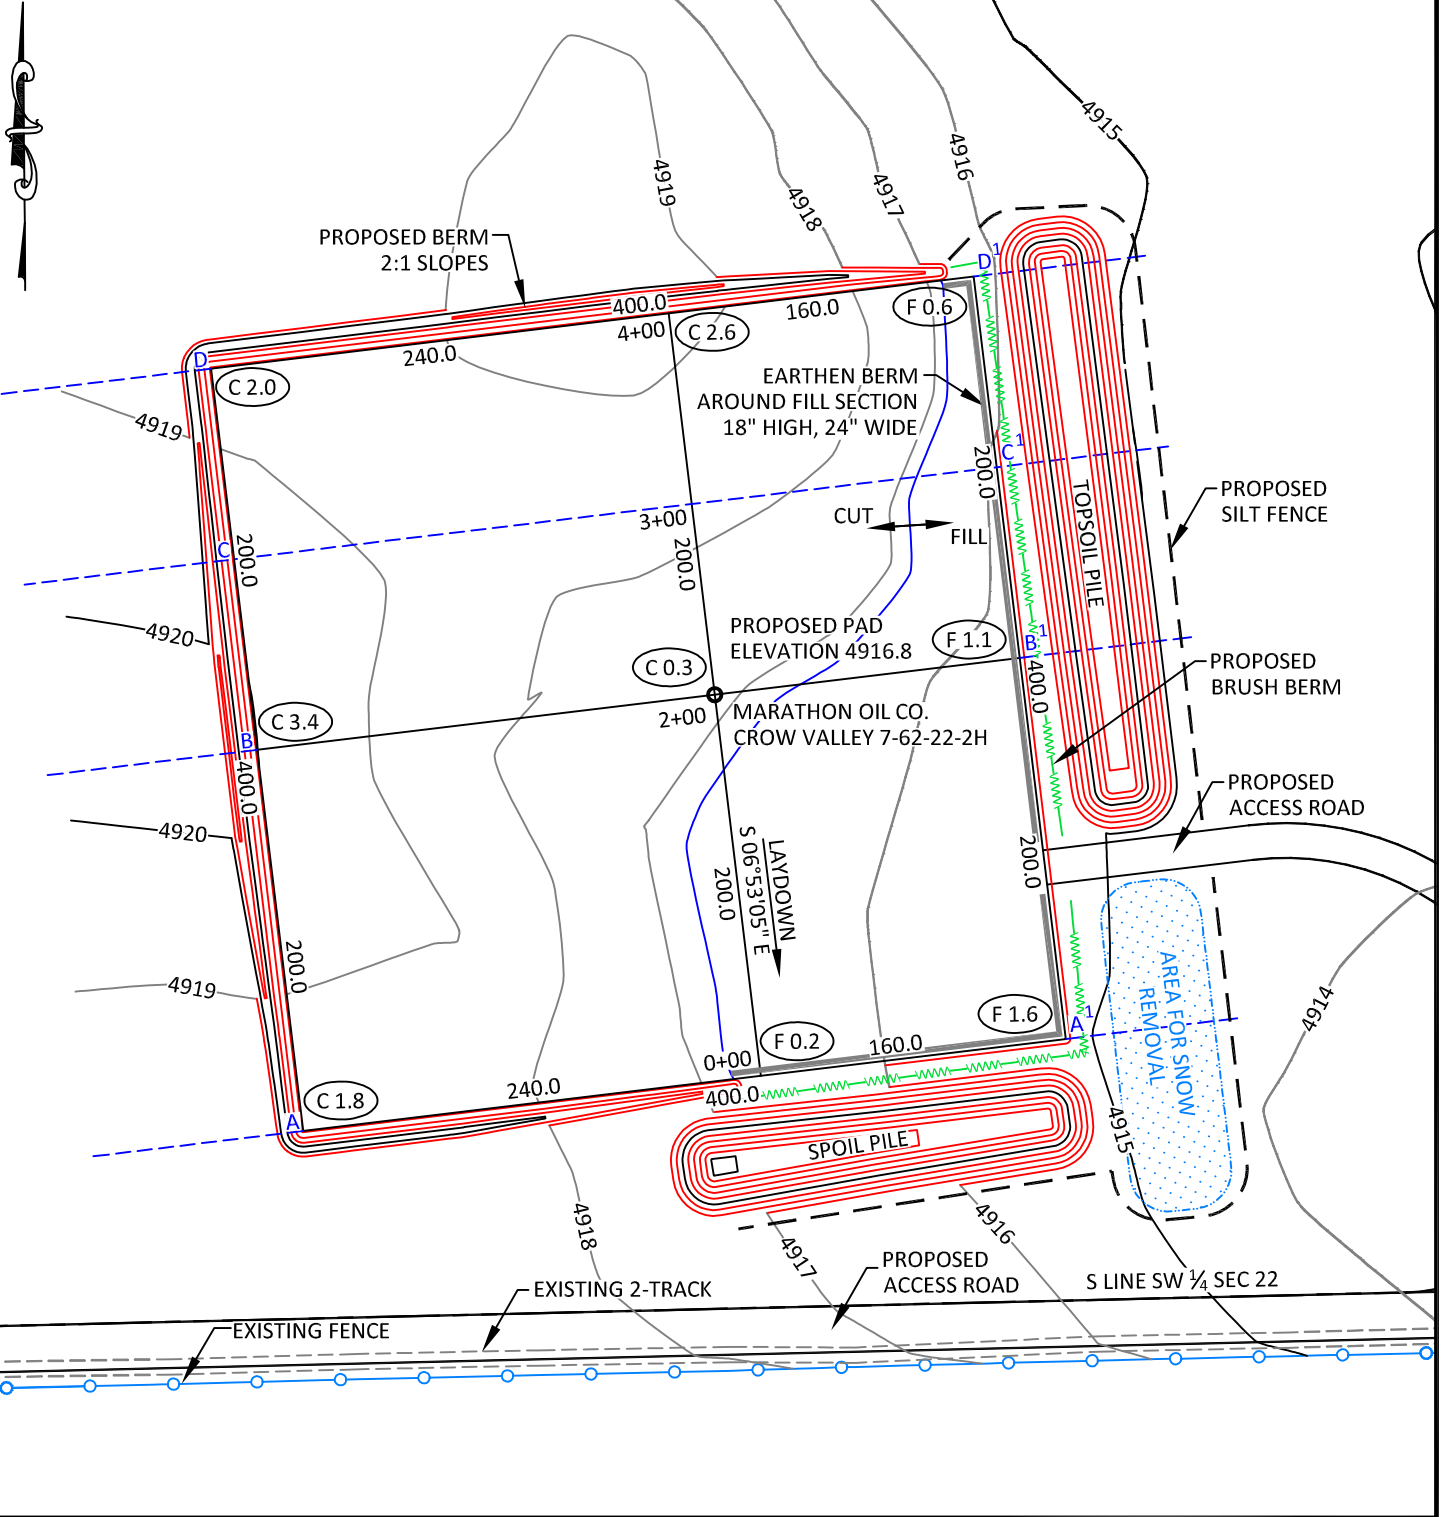 4915
4916
4919
4917
4918
PROPOSED BERM
2:1 SLOPES
D¹
400.0
160.0
F 0.6
4+00
C 2.6
240.0
D
C 2.0
EARTHEN BERM
AROUND FILL SECTION
18" HIGH, 24" WIDE
4919
C¹
200.0
TOPSOIL PILE
PROPOSED
SILT FENCE
3+00
CUT
FILL
C
200.0
200.0
4920
PROPOSED PAD
ELEVATION 4916.8
F 1.1
B¹
C 0.3
400.0
PROPOSED
BRUSH BERM
C 3.4
2+00
MARATHON OIL CO.
CROW VALLEY 7-62-22-2H
B
400.0
PROPOSED
ACCESS ROAD
4920
LAYDOWN
S 06°53'05" E
200.0
200.0
200.0
4919
AREA FOR SNOW
REMOVAL
4914
F 1.6
A¹
F 0.2
160.0
0+00
240.0
400.0
C 1.8
A
4915
SPOIL PILE
4918
4917
4916
PROPOSED
ACCESS ROAD
S LINE SW ¼ SEC 22
EXISTING 2-TRACK
EXISTING FENCE